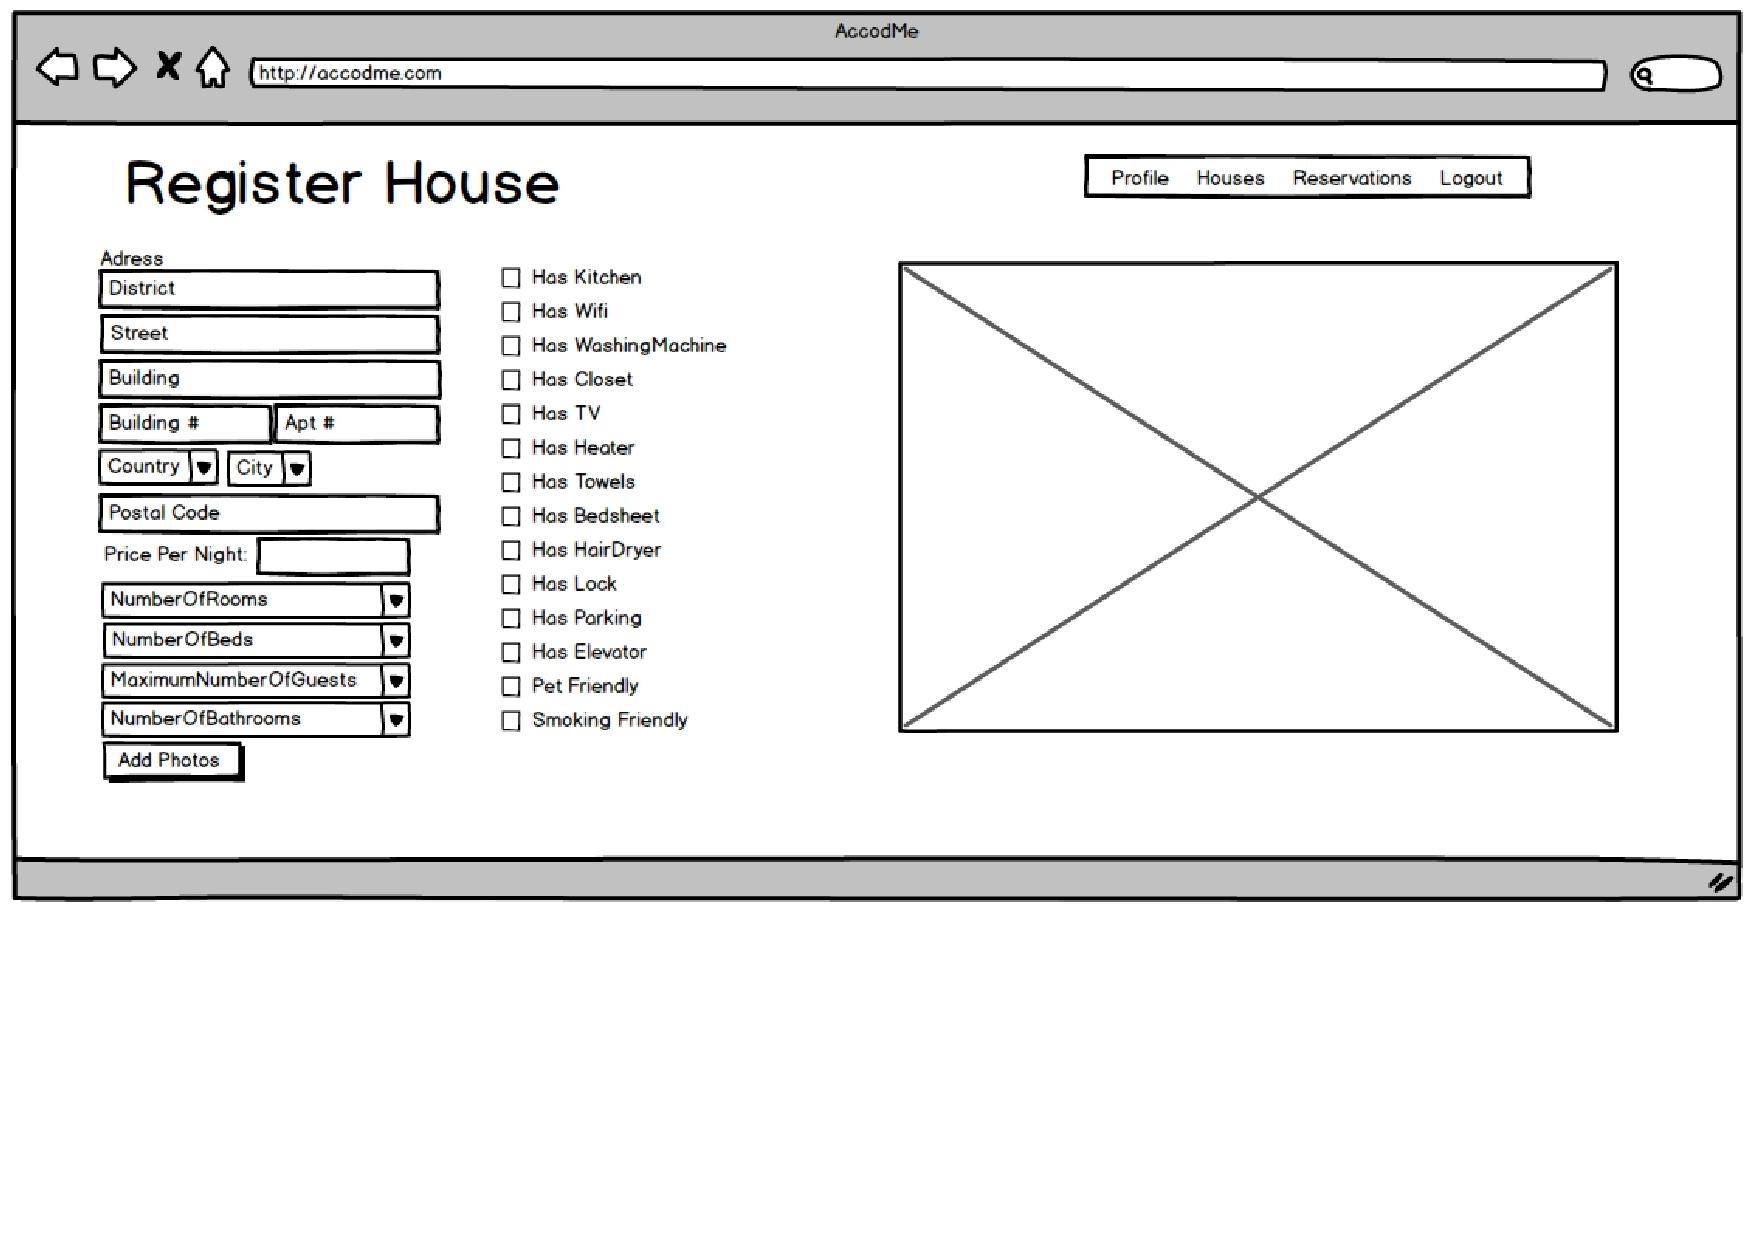 AccodMe
http://accodme.com
Register House
Profile Houses Reservations Logout
Adress
District
Street
Building
Building # Apt #
Country City
Postal Code
Price Per Night:
NumberOfRooms
NumberOfBeds
MaximumNumberOfGuests
NumberOfBathrooms
Add Photos
Has Kitchen
Has Wifi
Has WashingMachine
Has Closet
Has TV
Has Heater
Has Towels
Has Bedsheet
Has HairDryer
Has Lock
Has Parking
Has Elevator
Pet Friendly
Smoking Friendly